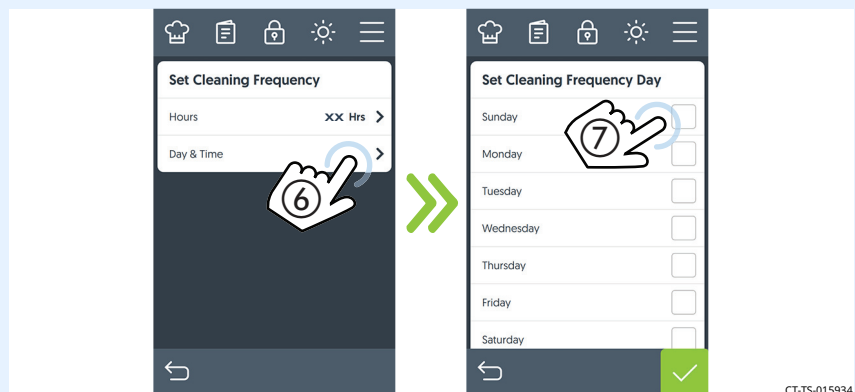 Set Cleaning Frequency
Hours XX Hrs
Day & Time
6
Set Cleaning Frequency Day
Sunday
7
Monday
Tuesday
Wednesday
Thursday
Friday
Saturday
CT-TS-015934